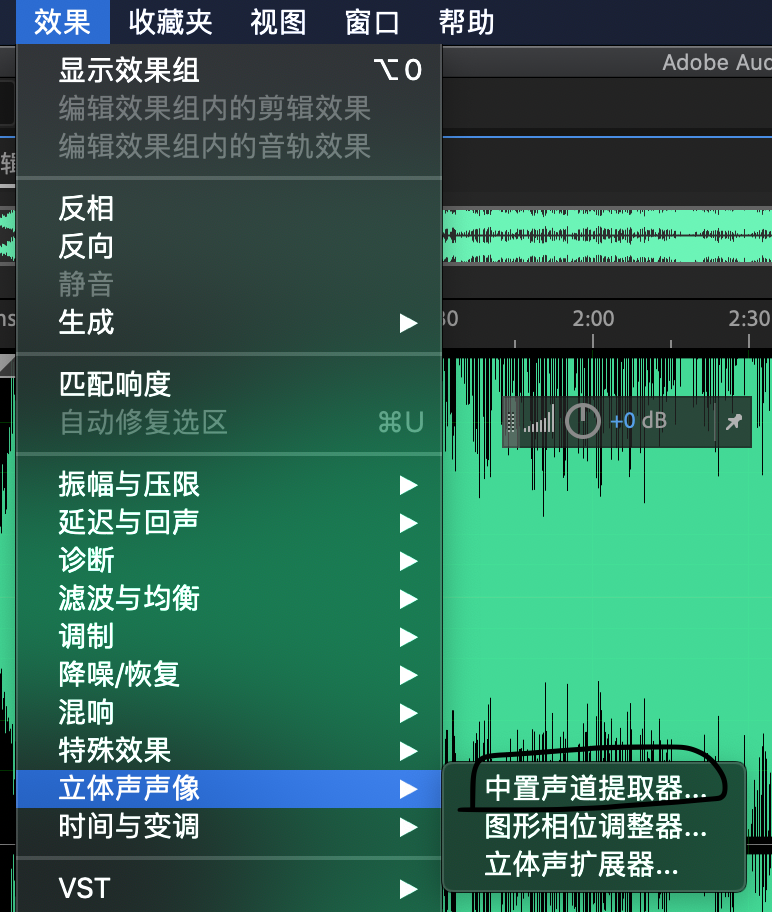 效果 收藏夹 视图 窗口 帮助
Adobe Aud
显示效果组 ⌥0
编辑效果组内的剪辑效果
编辑效果组内的音轨效果
辑
反相
反向
静音
生成
ns
30 2:00 2:30
匹配响度
自动修复选区 ⌘U
+0 dB
振幅与压限
延迟与回声
诊断
滤波与均衡
调制
降噪/恢复
混响
特殊效果
立体声声像
时间与变调
VST
中置声道提取器...
图形相位调整器...
立体声扩展器...